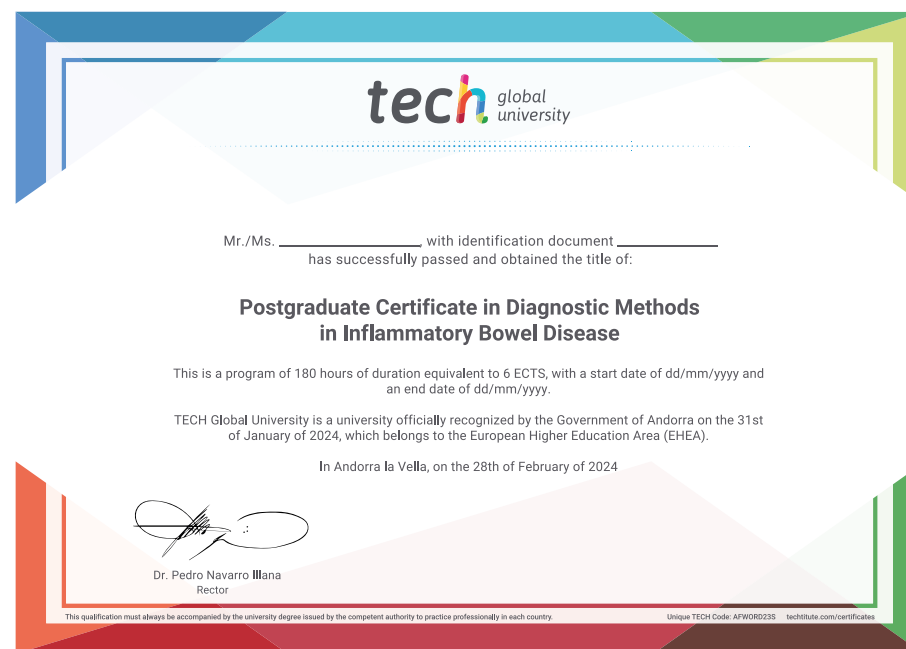 tech global university
Mr./Ms. ____________, with identification document ____________
has successfully passed and obtained the title of:
Postgraduate Certificate in Diagnostic Methods
in Inflammatory Bowel Disease
This is a program of 180 hours of duration equivalent to 6 ECTS, with a start date of dd/mm/yyyy and
an end date of dd/mm/yyyy.
TECH Global University is a university officially recognized by the Government of Andorra on the 31st
of January of 2024, which belongs to the European Higher Education Area (EHEA).
In Andorra la Vella, on the 28th of February of 2024
Dr. Pedro Navarro Illana
Rector
This qualification must always be accompanied by the university degree issued by the competent authority to practice professionally in each country.
Unique TECH Code: AFWORD23S techtitute.com/certificates